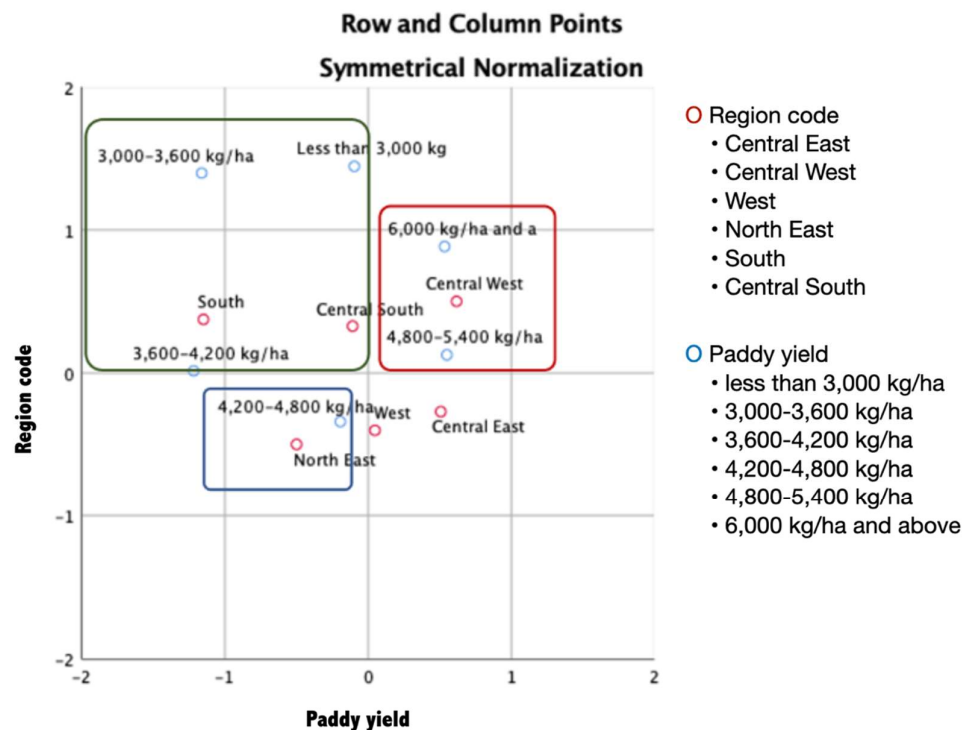 Row and Column Points
Symmetrical Normalization
2
1
0
−1
−2
−2
−1
0
1
2
Region code
Paddy yield
3,000–3,600 kg/ha
Less than 3,000 kg
6,000 kg/ha and a
Central West
South
Central South
4,800–5,400 kg/ha
3,600–4,200 kg/ha
4,200–4,800 kg/ha
West
Central East
North East
Region code
• Central East
• Central West
• West
• North East
• South
• Central South
Paddy yield
• less than 3,000 kg/ha
• 3,000-3,600 kg/ha
• 3,600-4,200 kg/ha
• 4,200-4,800 kg/ha
• 4,800-5,400 kg/ha
• 6,000 kg/ha and above